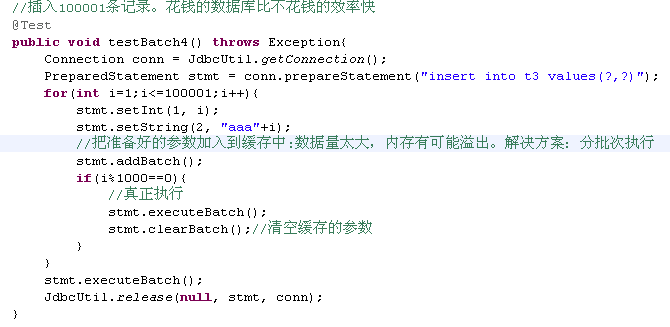 //插入100001条记录。花钱的数据库比不花钱的效率快
@Test
public void testBatch4() throws Exception{
Connection conn = JdbcUtil.getConnection();
PreparedStatement stmt = conn.prepareStatement("insert into t3 values(?,?)");
for(int i=1;i<=100001;i++){
stmt.setInt(1, i);
stmt.setString(2, "aaa"+i);
//把准备好的参数加入到缓存中:数据量太大，内存有可能溢出。解决方案：分批次执行
stmt.addBatch();
if(i%1000==0){
//真正执行
stmt.executeBatch();
stmt.clearBatch();//清空缓存的参数
}
}
stmt.executeBatch();
JdbcUtil.release(null, stmt, conn);
}